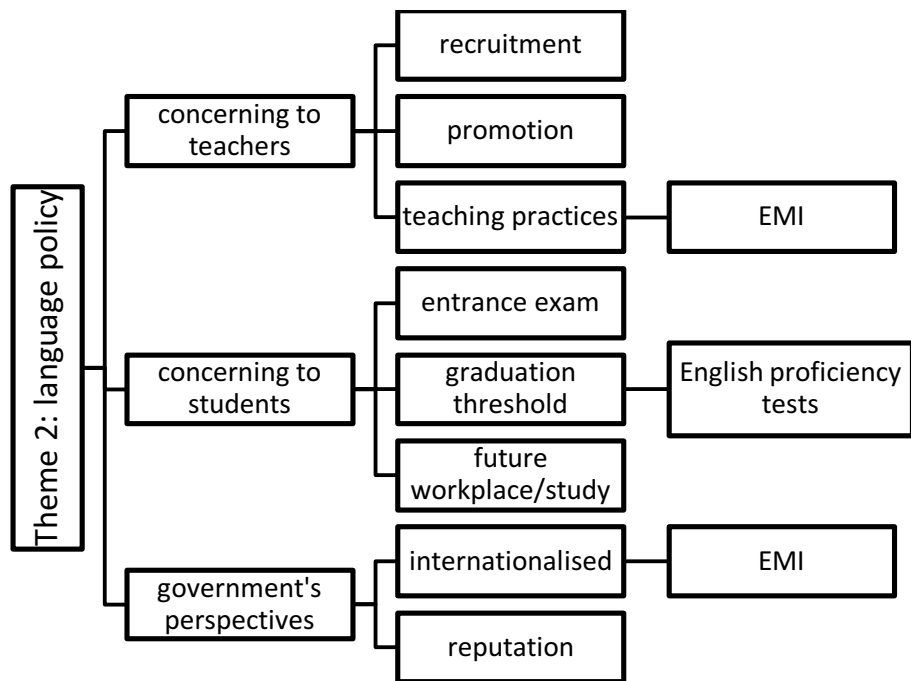 Theme 2: language policy
concerning to
teachers
recruitment
promotion
teaching practices
EMI
concerning to
students
entrance exam
graduation
threshold
English proficiency
tests
future
workplace/study
government's
perspectives
internationalised
EMI
reputation